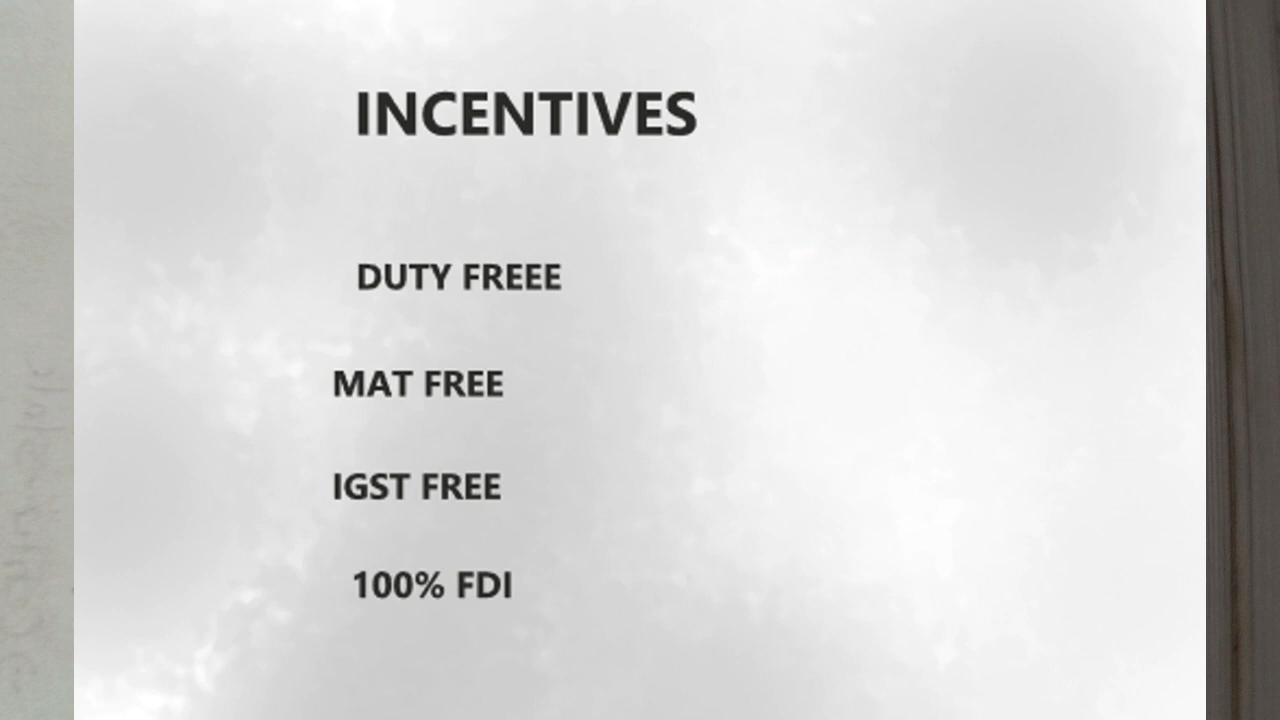 INCENTIVES
DUTY FREEE
MAT FREE
IGST FREE
100% FDI